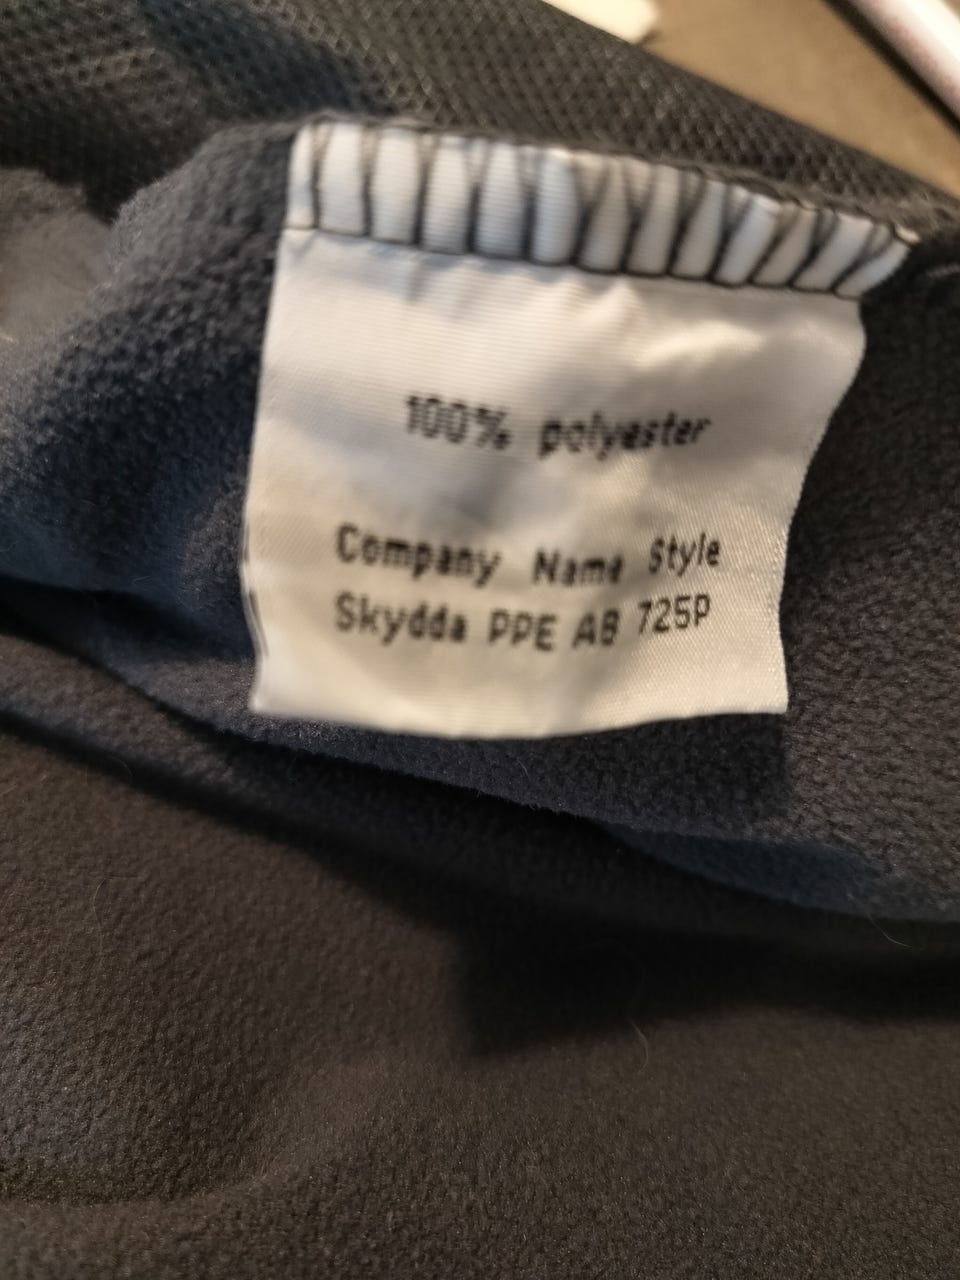 100% polyester
Company Name Style
Skydda PPE AB 725P